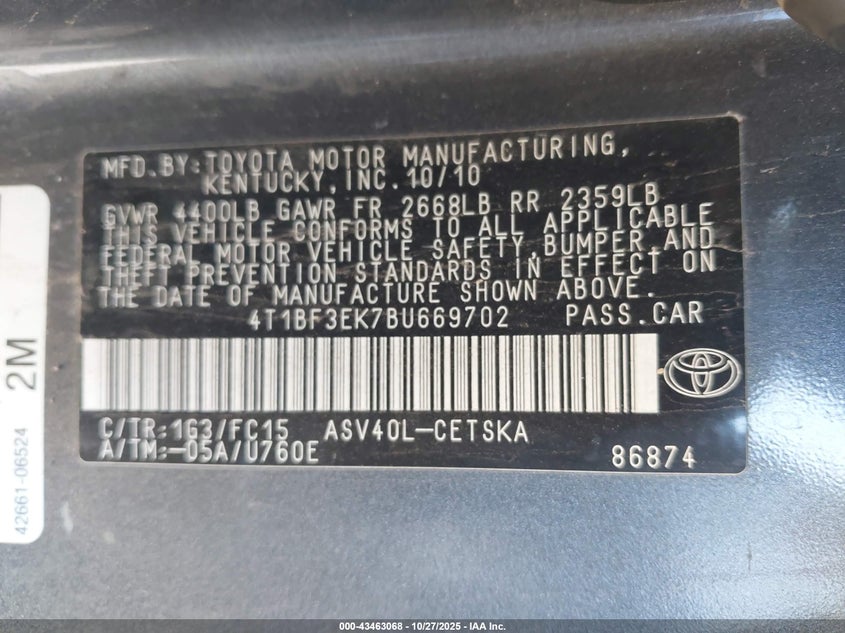 MFD.BY:TOYOTA MOTOR MANUFACTURING,
KENTUCKY,INC.10/10
GVWR 4400LB GAWR FR 2668LB RR 2359LB
THIS VEHICLE CONFORMS TO ALL APPLICABLE
FEDERAL MOTOR VEHICLE SAFETY,BUMPER,AND
THEFT PREVENTION STANDARDS IN EFFECT ON
THE DATE OF MANUFACTURE SHOWN ABOVE.
4T1BF3EK7BU669702 PASS.CAR
C/TR:1G3/FC15 ASV40L-CETSKA
A/TM:-05A/U760E 86874
42661-06524 2M
000-43463068 - 10/27/2025 - IAA Inc.